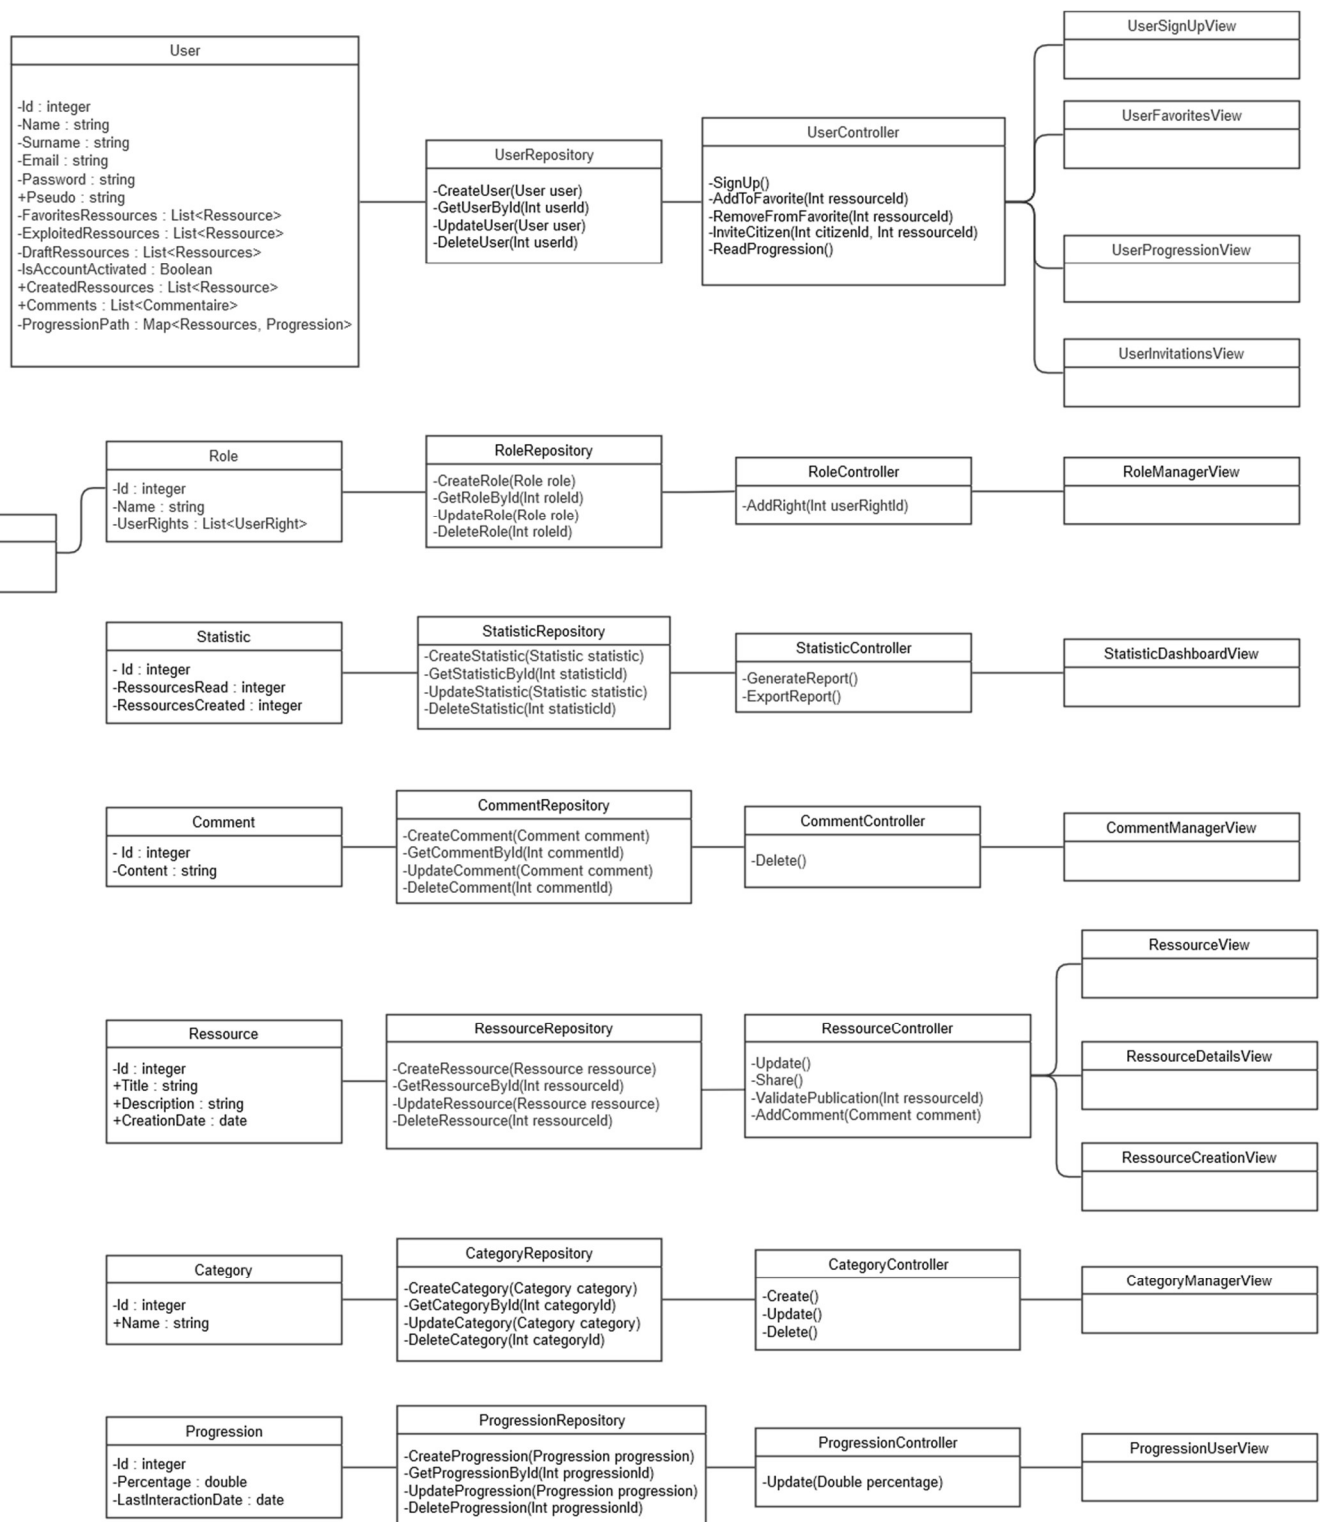 User
-Id : integer
-Name : string
-Surname : string
-Email : string
-Password : string
+Pseudo : string
-FavoritesRessources : List<Ressource>
-ExploitedRessources : List<Ressource>
-DraftRessources : List<Ressources>
-IsAccountActivated : Boolean
+CreatedRessources : List<Ressource>
+Comments : List<Commentaire>
-ProgressionPath : Map<Ressources, Progression>
UserRepository
-CreateUser(User user)
-GetUserById(Int userId)
-UpdateUser(User user)
-DeleteUser(Int userId)
UserController
-SignUp()
-AddToFavorite(Int ressourceId)
-RemoveFromFavorite(Int ressourceId)
-InviteCitizen(Int citizenId, Int ressourceId)
-ReadProgression()
UserSignUpView
UserFavoritesView
UserProgressionView
UserInvitationsView
Role
-Id : integer
-Name : string
-UserRights : List<UserRight>
RoleRepository
-CreateRole(Role role)
-GetRoleById(Int roleId)
-UpdateRole(Role role)
-DeleteRole(Int roleId)
RoleController
-AddRight(Int userRightId)
RoleManagerView
Statistic
- Id : integer
-RessourcesRead : integer
-RessourcesCreated : integer
StatisticRepository
-CreateStatistic(Statistic statistic)
-GetStatisticById(Int statisticId)
-UpdateStatistic(Statistic statistic)
-DeleteStatistic(Int statisticId)
StatisticController
-GenerateReport()
-ExportReport()
StatisticDashboardView
Comment
- Id : integer
-Content : string
CommentRepository
-CreateComment(Comment comment)
-GetCommentById(Int commentId)
-UpdateComment(Comment comment)
-DeleteComment(Int commentId)
CommentController
-Delete()
CommentManagerView
Ressource
-Id : integer
+Title : string
+Description : string
+CreationDate : date
RessourceRepository
-CreateRessource(Ressource ressource)
-GetRessourceById(Int ressourceId)
-UpdateRessource(Ressource ressource)
-DeleteRessource(Int ressourceId)
RessourceController
-Update()
-Share()
-ValidatePublication(Int ressourceId)
-AddComment(Comment comment)
RessourceView
RessourceDetailsView
RessourceCreationView
Category
-Id : integer
+Name : string
CategoryRepository
-CreateCategory(Category category)
-GetCategoryById(Int categoryId)
-UpdateCategory(Category category)
-DeleteCategory(Int categoryId)
CategoryController
-Create()
-Update()
-Delete()
CategoryManagerView
Progression
-Id : integer
-Percentage : double
-LastInteractionDate : date
ProgressionRepository
-CreateProgression(Progression progression)
-GetProgressionById(Int progressionId)
-UpdateProgression(Progression progression)
-DeleteProgression(Int progressionId)
ProgressionController
-Update(Double percentage)
ProgressionUserView